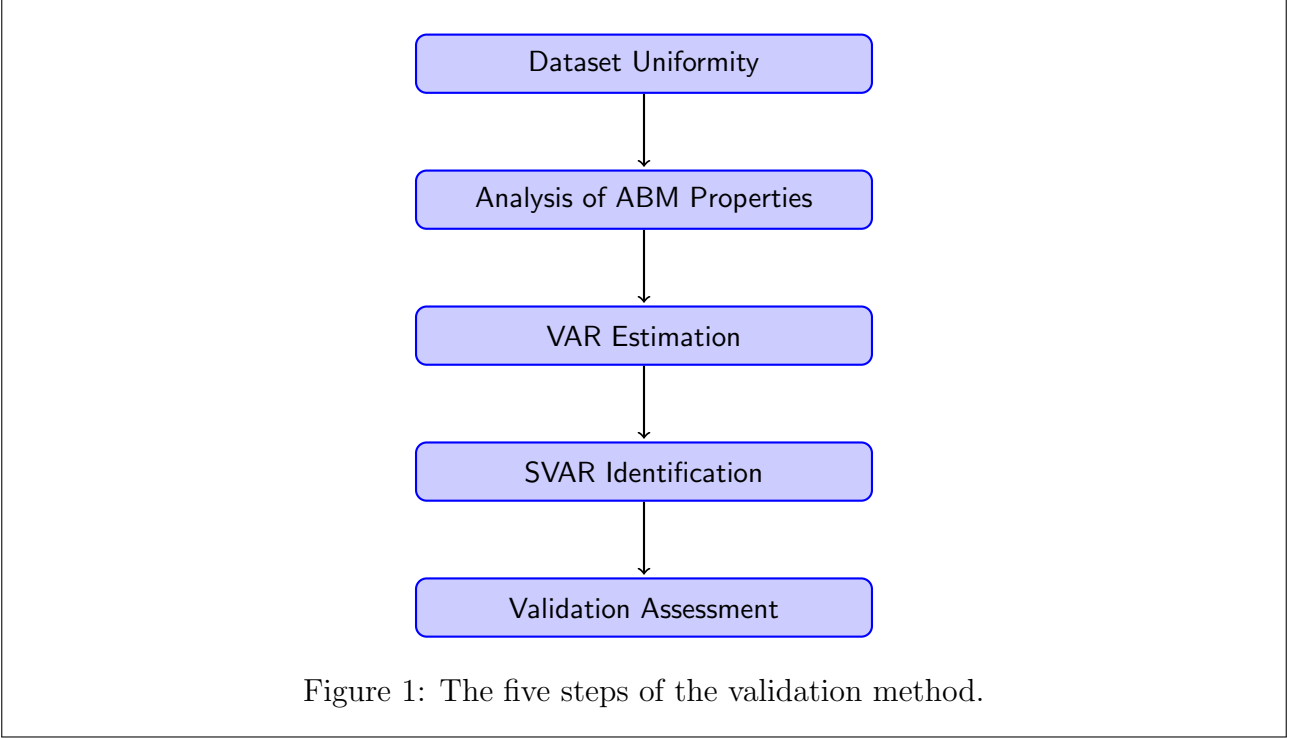 Dataset Uniformity
Analysis of ABM Properties
VAR Estimation
SVAR Identification
Validation Assessment
Figure 1: The five steps of the validation method.